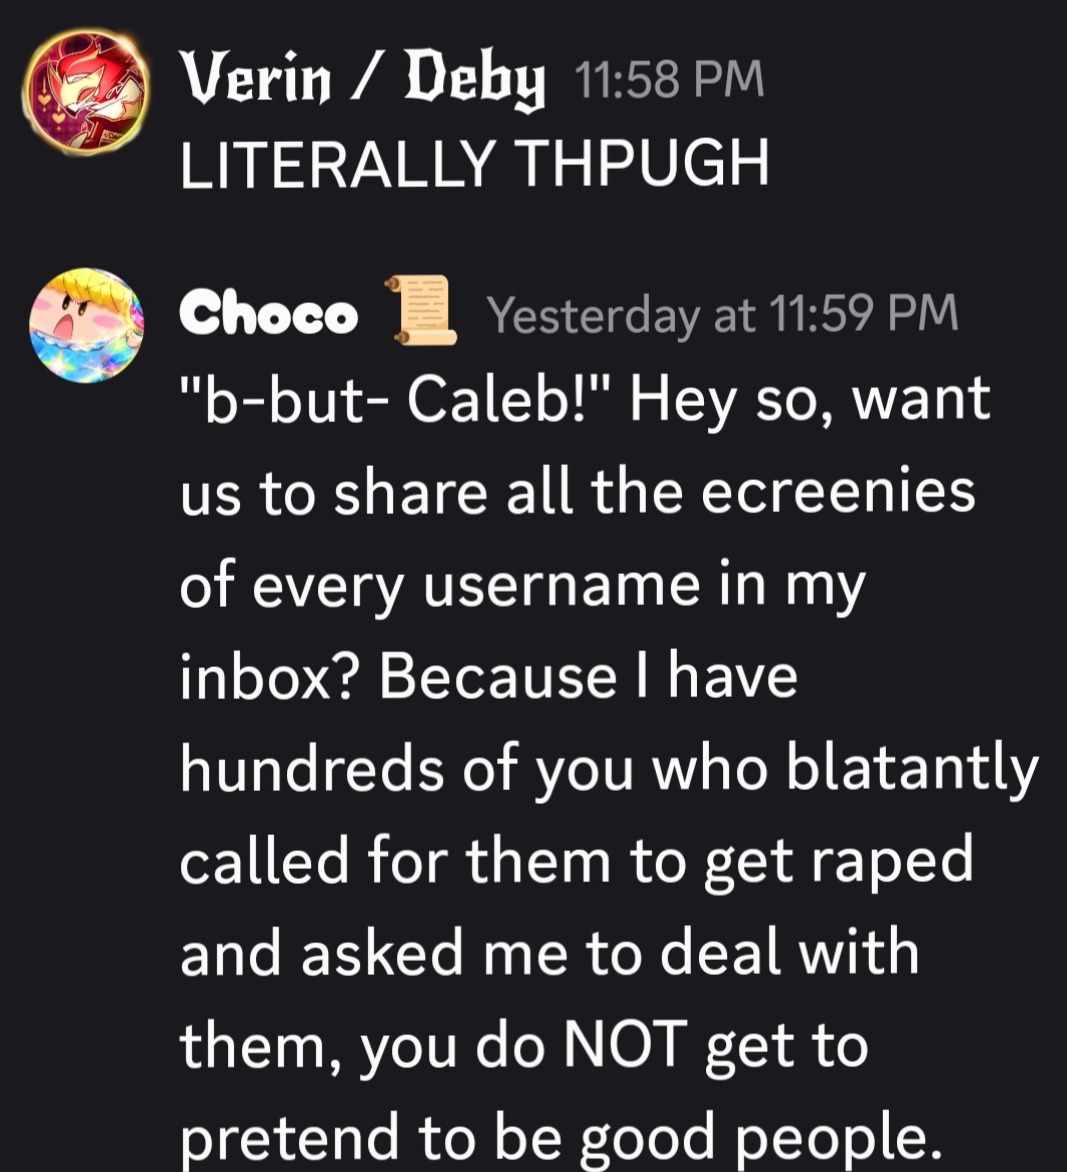 Verin / Deby 11:58 PM
LITERALLY THPUGH
Choco 📜 Yesterday at 11:59 PM
"b-but- Caleb!" Hey so, want
us to share all the ecreenies
of every username in my
inbox? Because I have
hundreds of you who blatantly
called for them to get raped
and asked me to deal with
them, you do NOT get to
pretend to be good people.